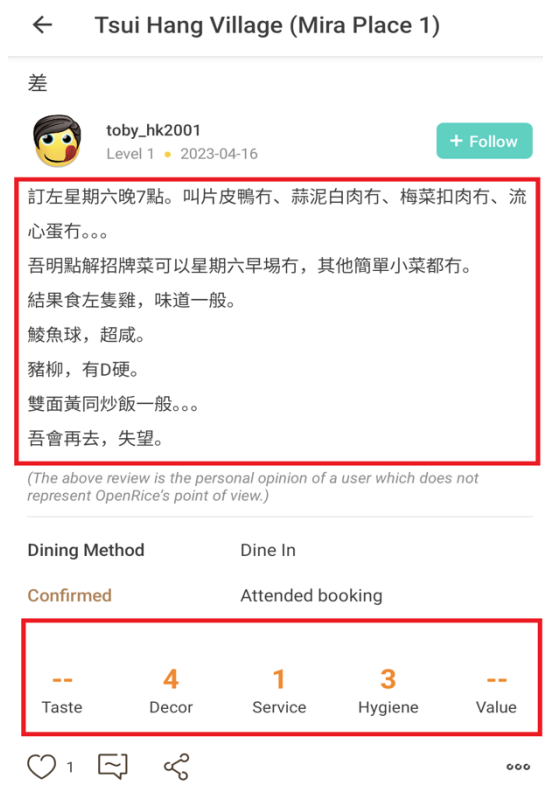 Tsui Hang Village (Mira Place 1)
差
toby_hk2001
Level 1 • 2023-04-16
+ Follow
訂左星期六晚7點。叫片皮鴨冇、蒜泥白肉冇、梅菜扣肉冇、流
心蛋冇。。。
吾明點解招牌菜可以星期六早埸冇，其他簡單小菜都冇。
結果食左隻雞，味道一般。
鯪魚球，超咸。
豬柳，有D硬。
雙面黃同炒飯一般。。。
吾會再去，失望。
(The above review is the personal opinion of a user which does not
represent OpenRice's point of view.)
Dining Method Dine In
Confirmed Attended booking
-- 4 1 3 --
Taste Decor Service Hygiene Value
1